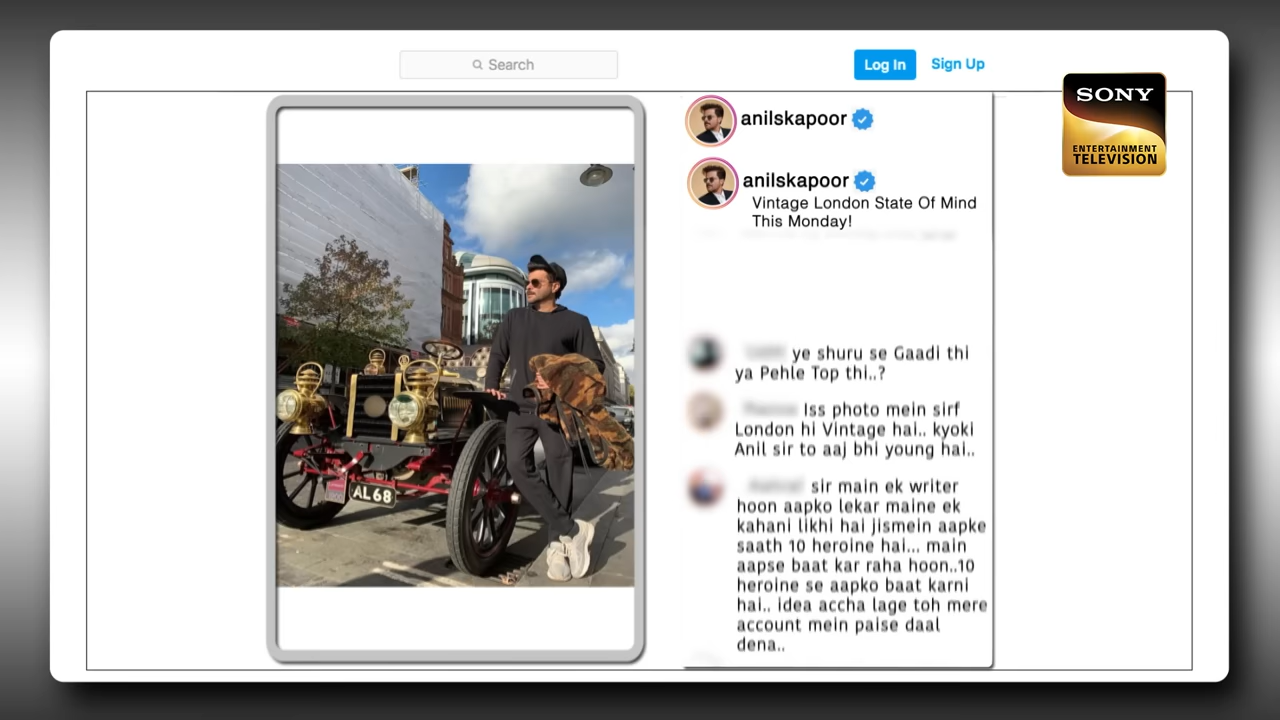 Search
Log In
Sign Up
SONY
ENTERTAINMENT
TELEVISION
anilskapoor
anilskapoor
Vintage London State Of Mind
This Monday!
ye shuru se Gaadi thi
ya Pehle Top thi..?
Iss photo mein sirf
London hi Vintage hai.. kyoki
Anil sir to aaj bhi young hai..
sir main ek writer
hoon aapko lekar maine ek
kahani likhi hai jismein aapke
saath 10 heroine hai... main
aapse baat kar raha hoon..10
heroine se aapko baat karni
hai.. idea accha lage toh mere
account mein paise daal
dena..
AL 68